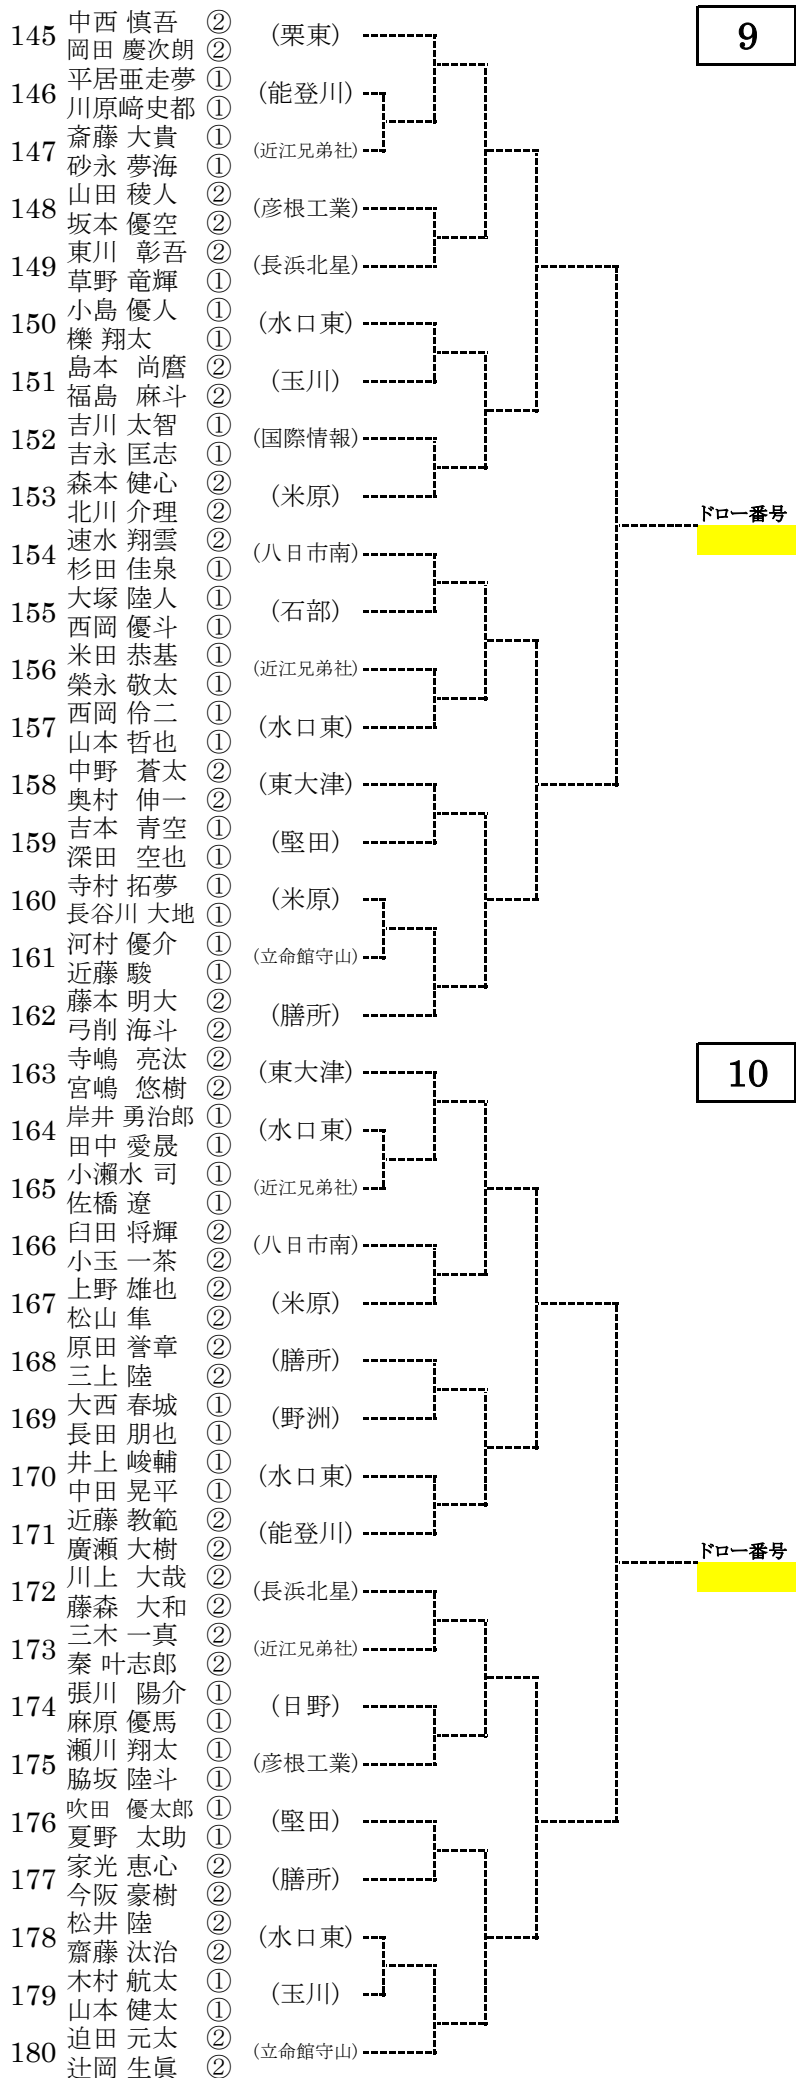 9
145 中西 慎吾 ② (栗東)
岡田 慶次朗 ②
146 平居亜走夢 ① (能登川)
川原﨑史都 ①
147 斎藤 大貴 ① (近江兄弟社)
砂永 夢海 ①
148 山田 稜人 ② (彦根工業)
坂本 優空 ②
149 東川 彰吾 ② (長浜北星)
草野 竜輝 ①
150 小島 優人 ① (水口東)
櫟 翔太 ①
151 島本 尚麿 ② (玉川)
福島 麻斗 ②
152 吉川 太智 ① (国際情報)
吉永 匡志 ①
153 森本 健心 ② (米原)
北川 介理 ②
ドロー番号
154 速水 翔雲 ② (八日市南)
杉田 佳泉 ①
155 大塚 陸人 ① (石部)
西岡 優斗 ①
156 米田 恭基 ① (近江兄弟社)
榮永 敬太 ①
157 西岡 伶二 ① (水口東)
山本 哲也 ①
158 中野 蒼太 ② (東大津)
奥村 伸一 ②
159 吉本 青空 ① (堅田)
深田 空也 ①
160 寺村 拓夢 ① (米原)
長谷川 大地 ①
161 河村 優介 ① (立命館守山)
近藤 駿 ①
162 藤本 明大 ② (膳所)
弓削 海斗 ②
10
163 寺嶋 亮汰 ② (東大津)
宮嶋 悠樹 ②
164 岸井 勇治郎 ① (水口東)
田中 愛晟 ①
165 小瀬水 司 ① (近江兄弟社)
佐橋 遼 ①
166 臼田 将輝 ② (八日市南)
小玉 一茶 ②
167 上野 雄也 ② (米原)
松山 隼 ②
168 原田 誉章 ② (膳所)
三上 陸 ②
169 大西 春城 ① (野洲)
長田 朋也 ①
170 井上 峻輔 ① (水口東)
中田 晃平 ①
171 近藤 教範 ② (能登川)
廣瀬 大樹 ②
ドロー番号
172 川上 大哉 ② (長浜北星)
藤森 大和 ②
173 三木 一真 ② (近江兄弟社)
秦 叶志郎 ②
174 張川 陽介 ① (日野)
麻原 優馬 ①
175 瀬川 翔太 ① (彦根工業)
脇坂 陸斗 ①
176 吹田 優太郎 ① (堅田)
夏野 太助 ①
177 家光 恵心 ② (膳所)
今阪 豪樹 ②
178 松井 陸 ② (水口東)
齋藤 汰治 ②
179 木村 航太 ① (玉川)
山本 健太 ①
180 迫田 元太 ② (立命館守山)
辻岡 生眞 ②